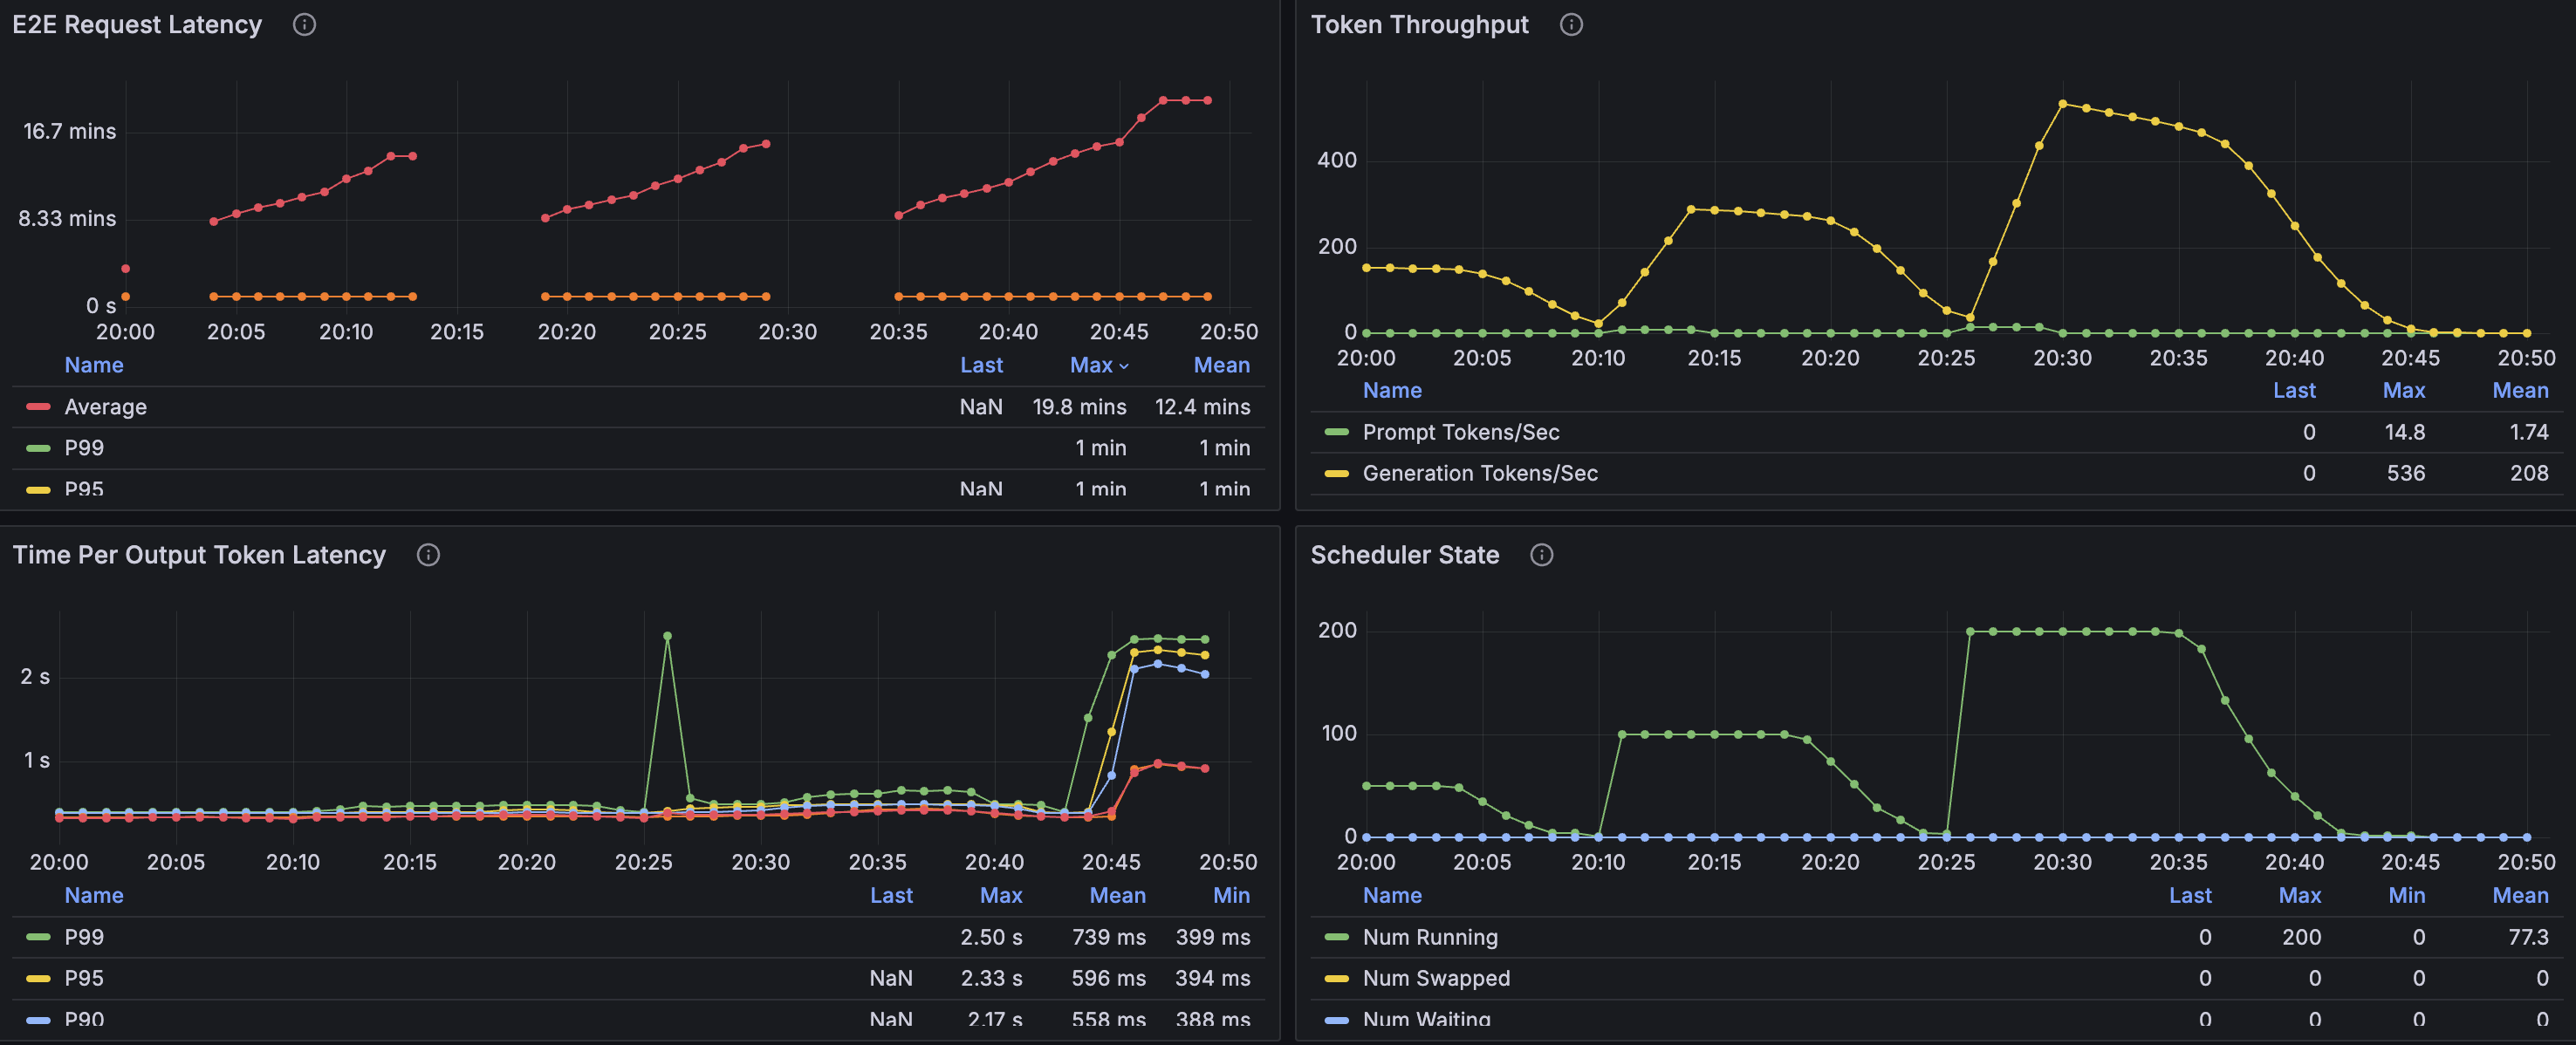 E2E Request Latency
16.7 mins
8.33 mins
0 s
20:00 20:05 20:10 20:15 20:20 20:25 20:30 20:35 20:40 20:45 20:50
Name Last Max Mean
Average NaN 19.8 mins 12.4 mins
P99 1 min 1 min
P95 NaN 1 min 1 min
Token Throughput
400
200
0
20:00 20:05 20:10 20:15 20:20 20:25 20:30 20:35 20:40 20:45 20:50
Name Last Max Mean
Prompt Tokens/Sec 0 14.8 1.74
Generation Tokens/Sec 0 536 208
Time Per Output Token Latency
2 s
1 s
20:00 20:05 20:10 20:15 20:20 20:25 20:30 20:35 20:40 20:45 20:50
Name Last Max Mean Min
P99 2.50 s 739 ms 399 ms
P95 NaN 2.33 s 596 ms 394 ms
P90 NaN 2.17 s 558 ms 388 ms
Scheduler State
200
100
0
20:00 20:05 20:10 20:15 20:20 20:25 20:30 20:35 20:40 20:45 20:50
Name Last Max Min Mean
Num Running 0 200 0 77.3
Num Swapped 0 0 0 0
Num Waiting 0 0 0 0